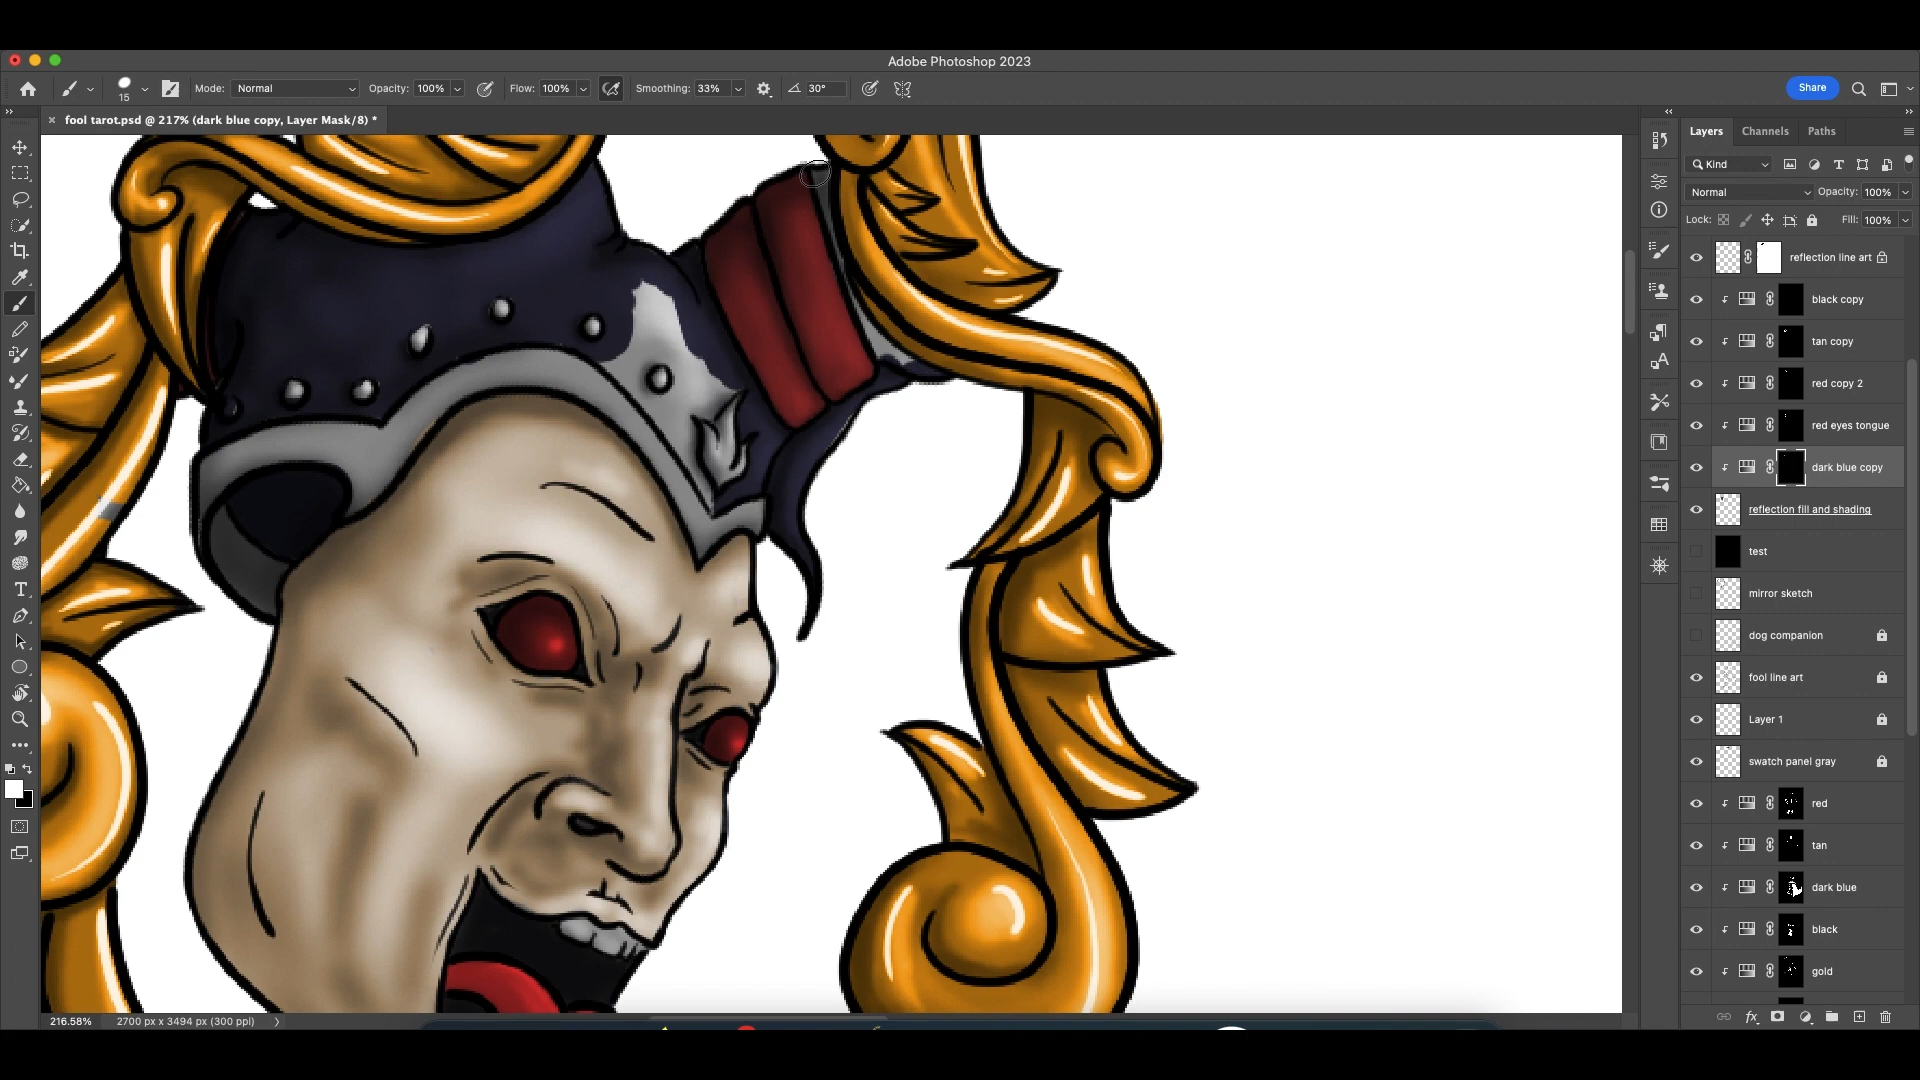 Adobe Photoshop 2023
15
Mode: Normal
Opacity: 100%
Flow: 100%
Smoothing: 33%
30°
Share
× fool tarot.psd @ 217% (dark blue copy, Layer Mask/8) *
Layers Channels Paths
Kind
Normal
Opacity: 100%
Lock:
Fill: 100%
reflection line art
black copy
tan copy
red copy 2
red eyes tongue
dark blue copy
reflection fill and shading
test
mirror sketch
dog companion
fool line art
Layer 1
swatch panel gray
red
tan
dark blue
black
gold
216.58%
2700 px x 3494 px (300 ppi)